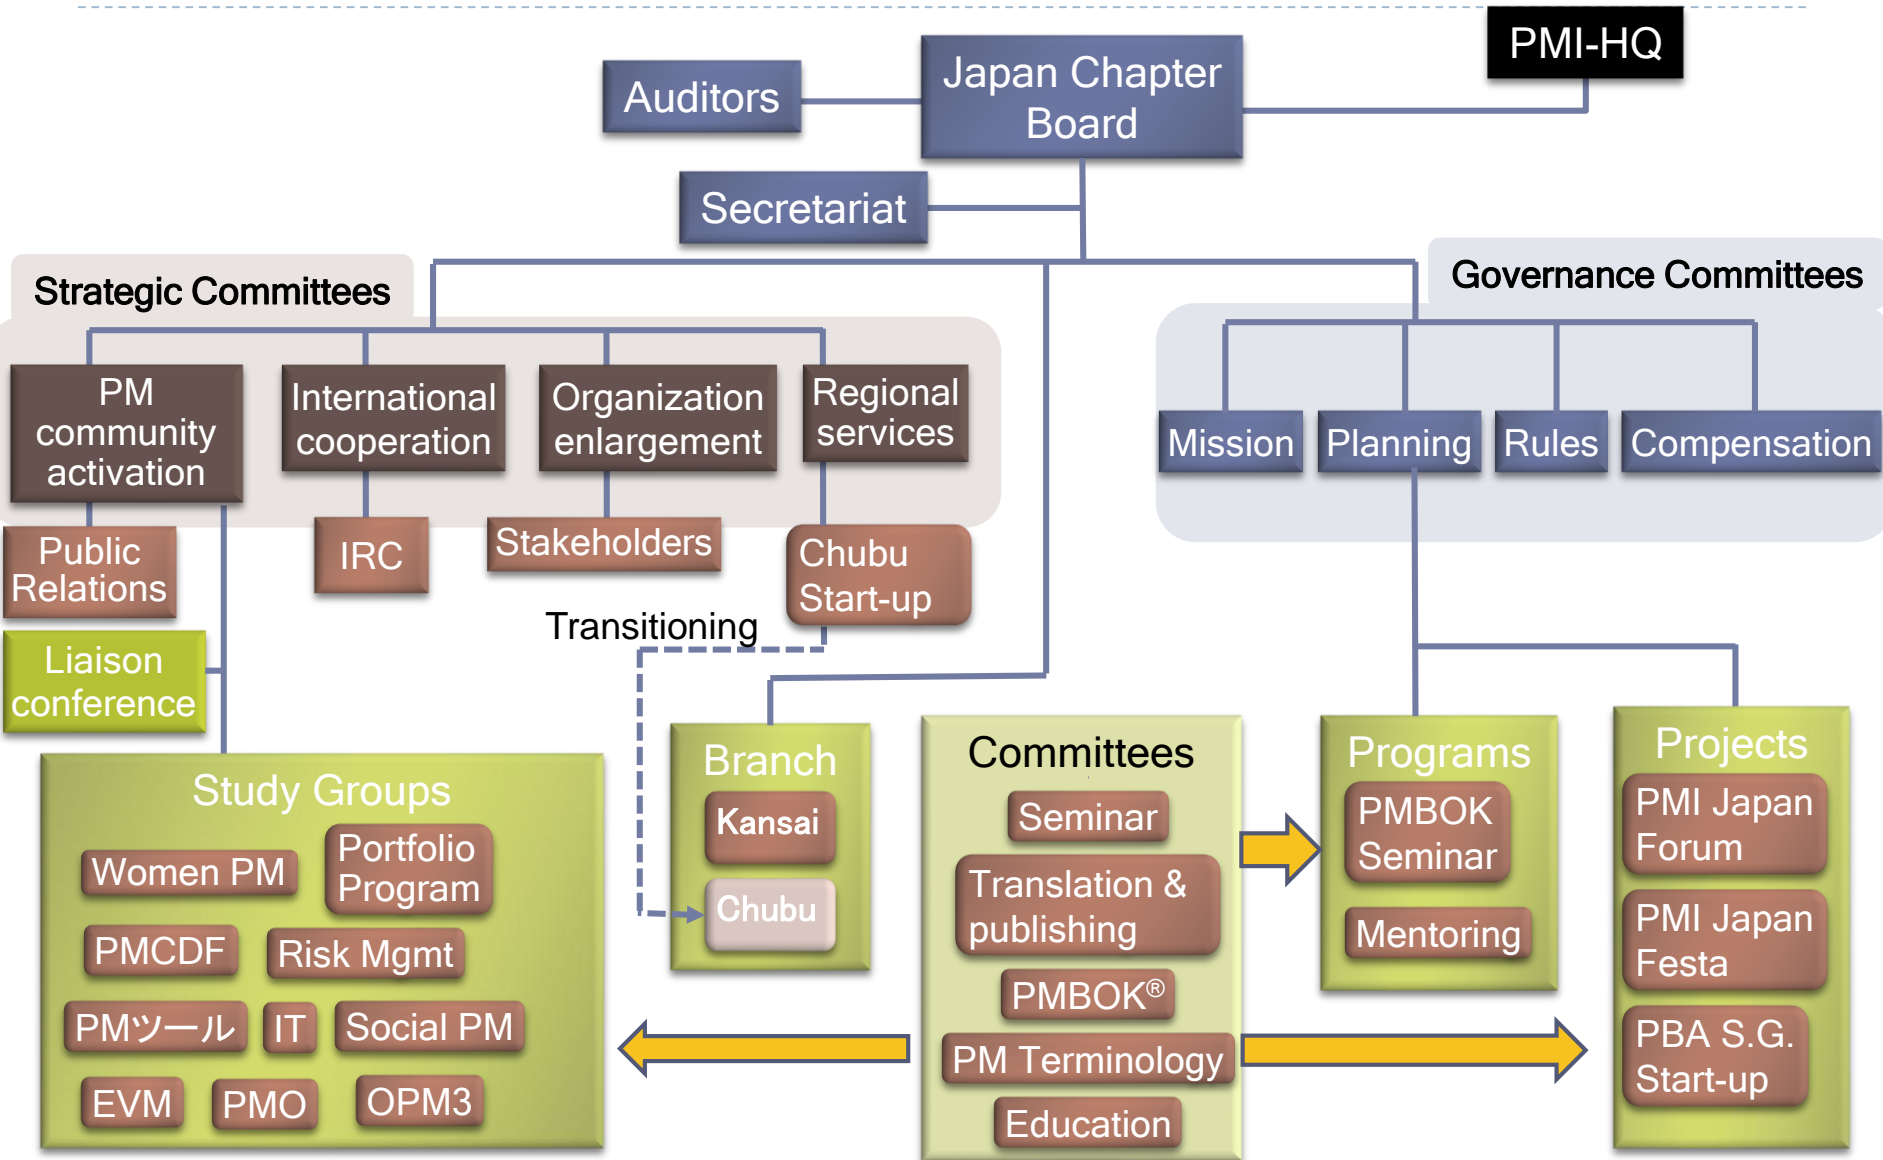 PMI-HQ
Japan Chapter
Board
Auditors
Secretariat
Strategic Committees
Governance Committees
PM
community
activation
International
cooperation
Organization
enlargement
Regional
services
Mission
Planning
Rules
Compensation
Public
Relations
IRC
Stakeholders
Chubu
Start-up
Transitioning
Liaison
conference
Study Groups
Women PM
Portfolio
Program
PMCDF
Risk Mgmt
PMツール
IT
Social PM
EVM
PMO
OPM3
Branch
Kansai
Chubu
Committees
Seminar
Translation &
publishing
PMBOK®
PM Terminology
Education
Programs
PMBOK
Seminar
Mentoring
Projects
PMI Japan
Forum
PMI Japan
Festa
PBA S.G.
Start-up